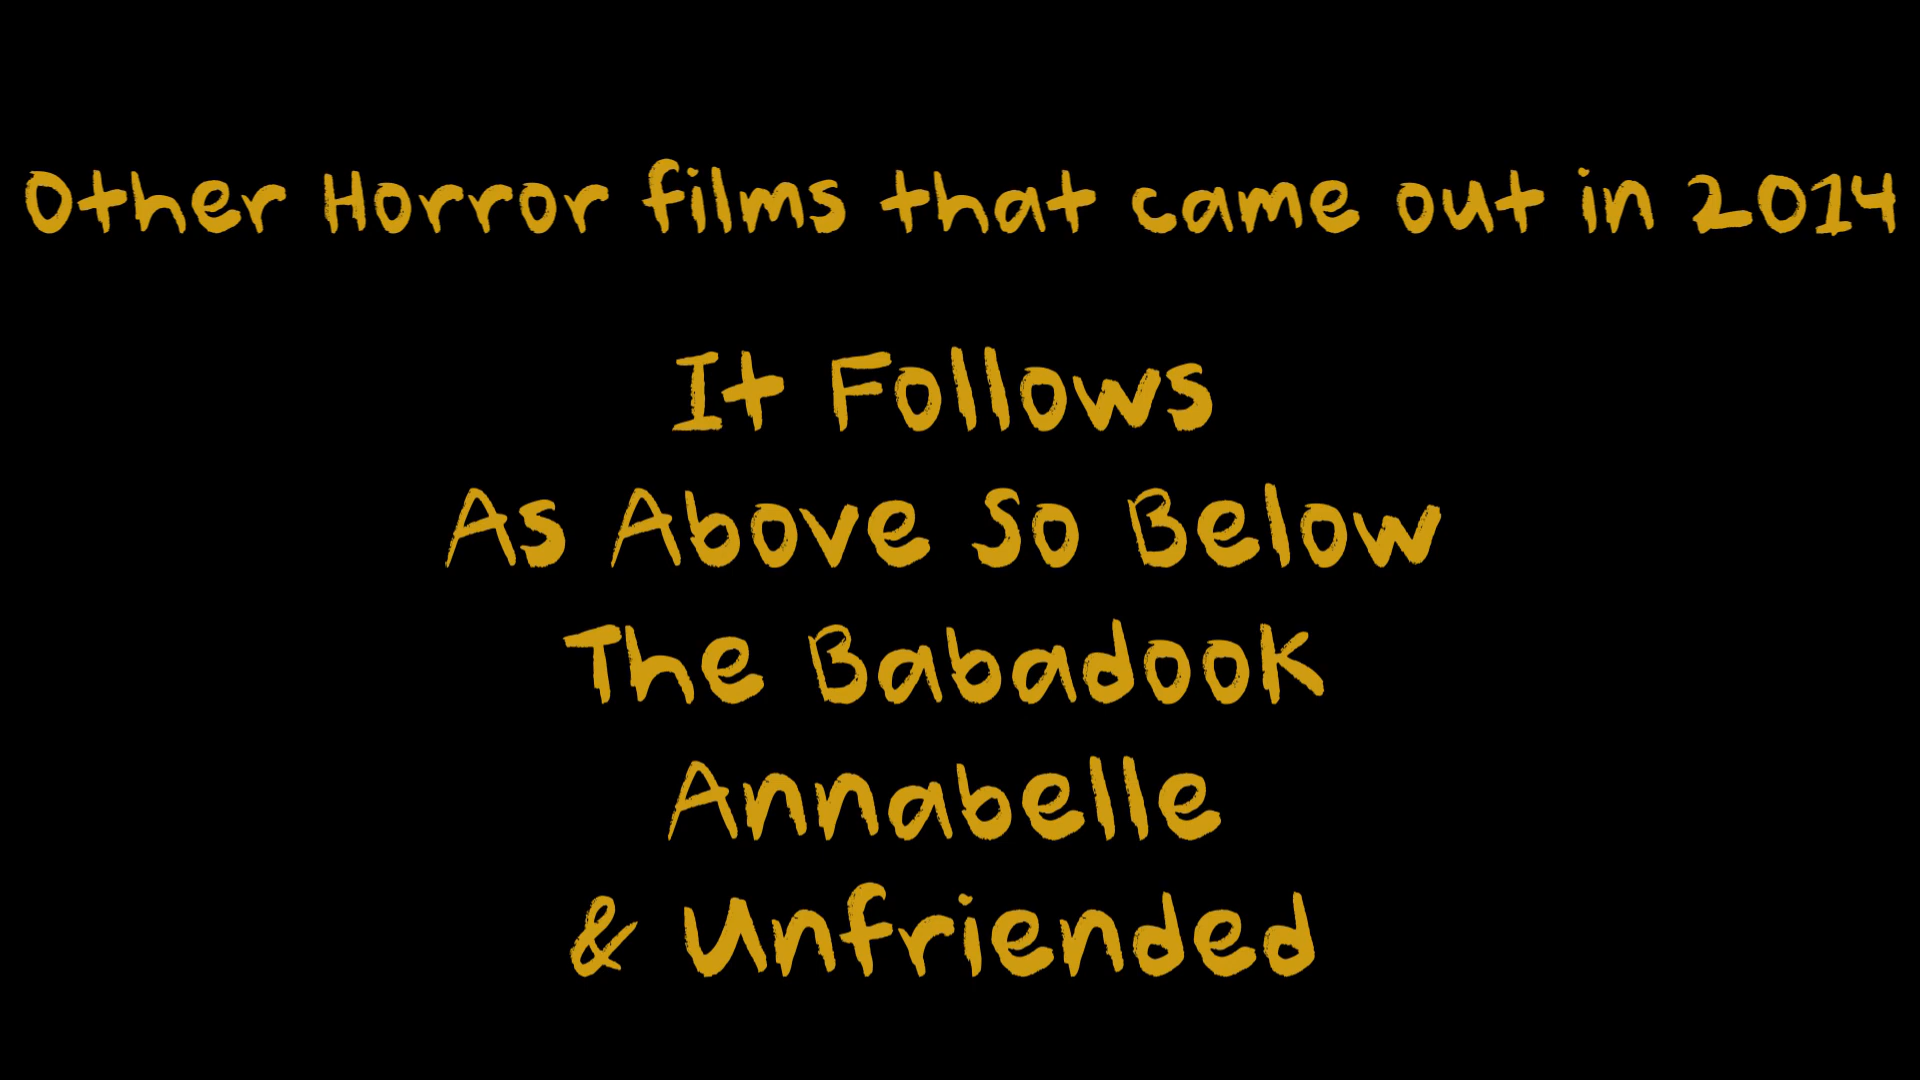 Other Horror films that came out in 2014
It Follows
As Above So Below
The Babadook
Annabelle
& Unfriended